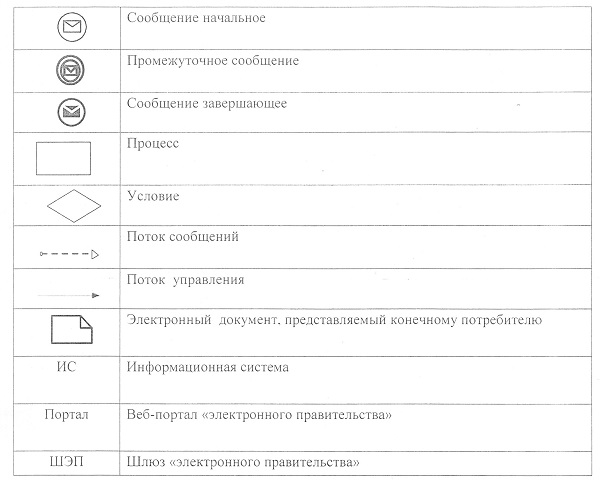 Сообщение начальное
Промежуточное сообщение
Сообщение завершающее
Процесс
Условие
Поток сообщений
Поток управления
Электронный документ, представляемый конечному потребителю
ИС Информационная система
Портал Веб-портал «электронного правительства»
ШЭП Шлюз «электронного правительства»